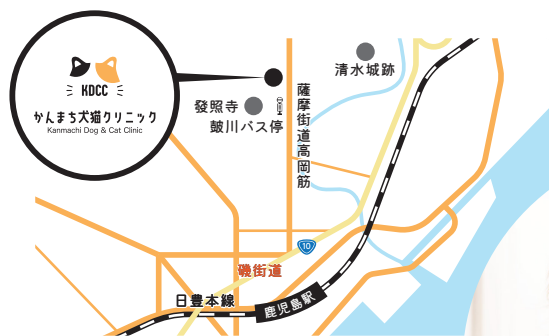 KDCC
かんまち犬猫クリニック
Kanmachi Dog & Cat Clinic
清水城跡
發照寺
皷川バス停
薩摩街道高岡筋
10
磯街道
日豊本線
鹿児島駅